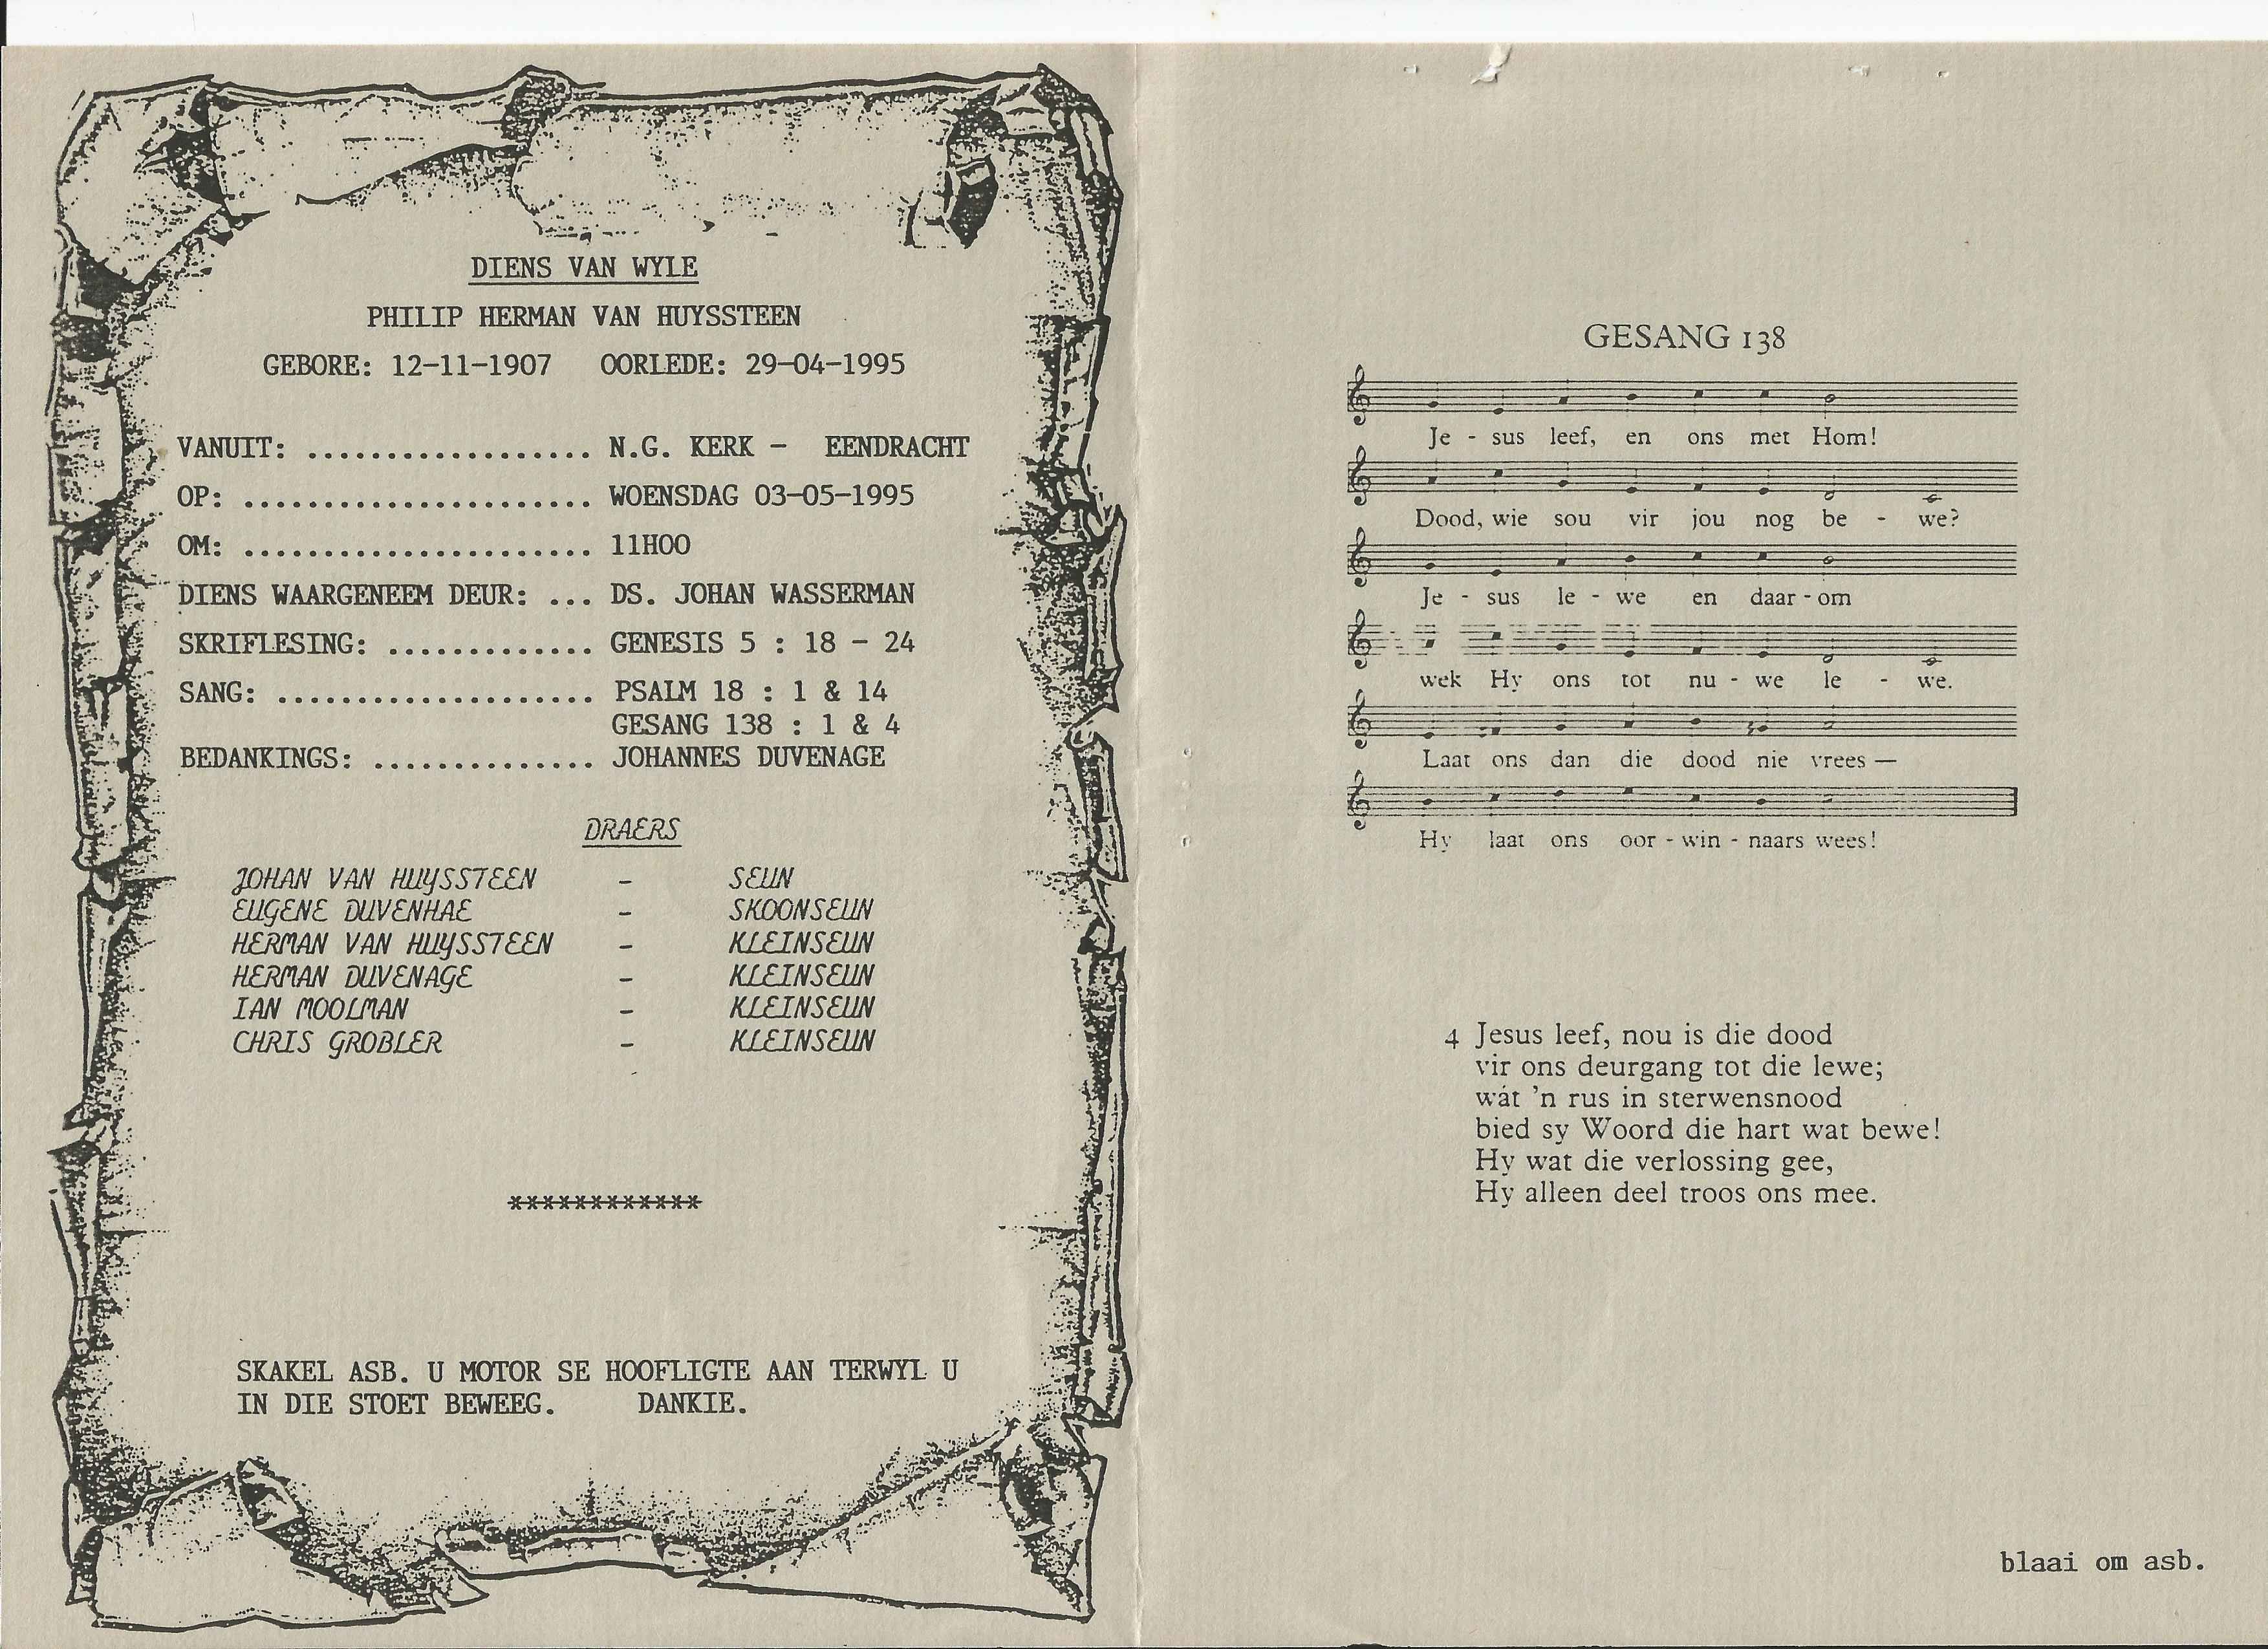 DIENS VAN WYLE
PHILIP HERMAN VAN HUYSSTEEN
GEBORE: 12-11-1907 OORLEDE: 29-04-1995
VANUIT: .................. N.G. KERK - EENDRACHT
OP: ...................... WOENSDAG 03-05-1995
OM: ...................... 11H00
DIENS WAARGENEEM DEUR: ... DS. JOHAN WASSERMAN
SKRIFLESING: ............. GENESIS 5 : 18 - 24
SANG: .................... PSALM 18 : 1 & 14
GESANG 138 : 1 & 4
BEDANKINGS: .............. JOHANNES DUVENAGE
DRAERS
JOHAN VAN HUYSSTEEN - SEUN
EUGENE DUVENHAE - SKOONSEUN
HERMAN VAN HUYSSTEEN - KLEINSEUN
HERMAN DUVENAGE - KLEINSEUN
IAN MOOLMAN - KLEINSEUN
CHRIS GROBLER - KLEINSEUN
************
SKAKEL ASB. U MOTOR SE HOOFLIGTE AAN TERWYL U
IN DIE STOET BEWEEG. DANKIE.
GESANG 138
Je - sus leef, en ons met Hom!
Dood, wie sou vir jou nog be - we?
Je - sus le - we en daar - om
wek Hy ons tot nu - we le - we.
Laat ons dan die dood nie vrees —
Hy laat ons oor - win - naars wees!
4 Jesus leef, nou is die dood
vir ons deurgang tot die lewe;
wát 'n rus in sterwensnood
bied sy Woord die hart wat bewe!
Hy wat die verlossing gee,
Hy alleen deel troos ons mee.
blaai om asb.